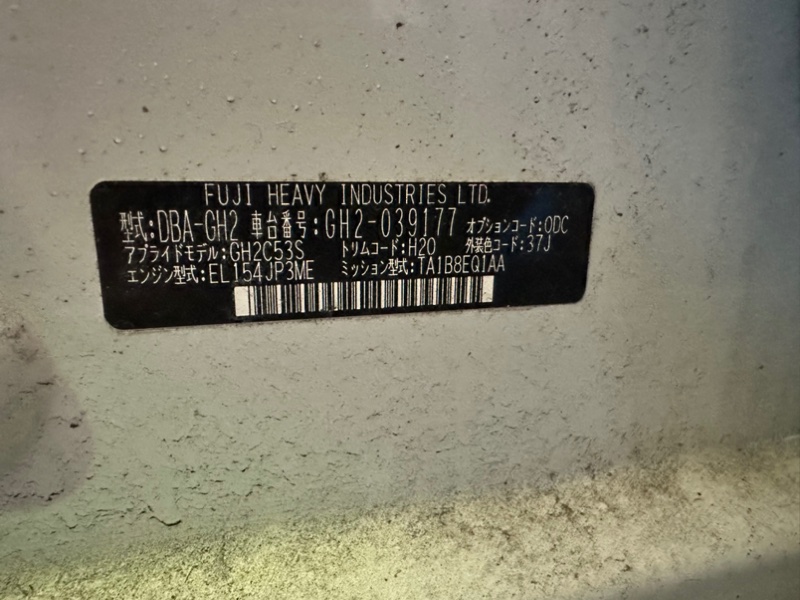 FUJI HEAVY INDUSTRIES LTD.
型式:DBA-GH2 車台番号:GH2-039177 オプションコード:ODC
アプライドモデル:GH2C53S トリムコード:H20 外装色コード:37J
エンジン型式:EL154JP3ME ミッション型式:TA1B8EQ1AA